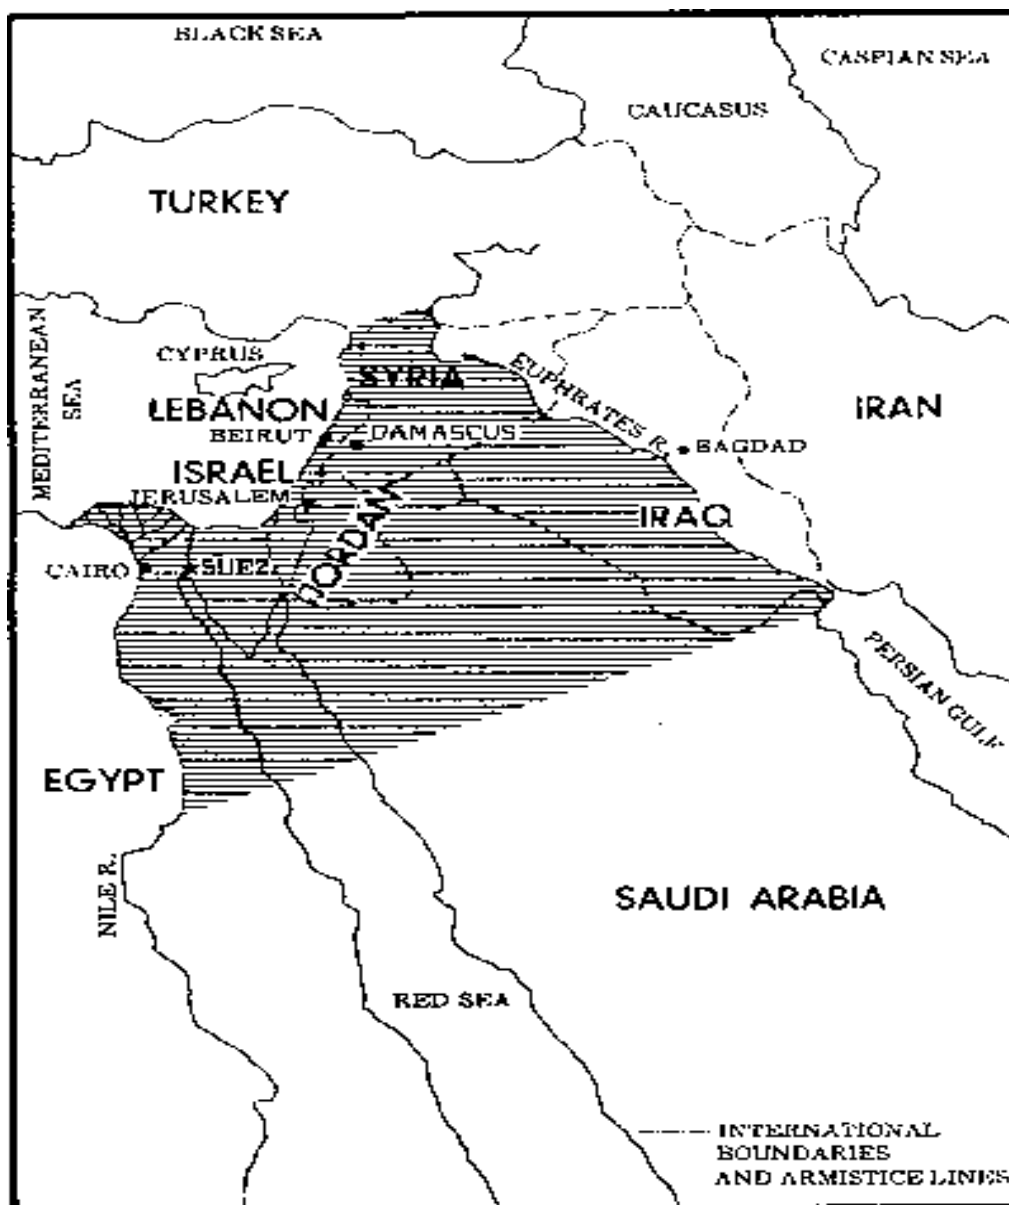 BLACK SEA
CASPIAN SEA
CAUCASUS
TURKEY
MEDITERRANEAN
SEA
CYPRUS
SYRIA
EUPHRATES R.
LEBANON
IRAN
BEIRUT
DAMASCUS
BAGDAD
ISRAEL
JERUSALEM
IRAQ
JORDAN
CAIRO
SUEZ
PERSIAN GULF
EGYPT
NILE R.
SAUDI ARABIA
RED SEA
INTERNATIONAL
BOUNDARIES
AND ARMISTICE LINES